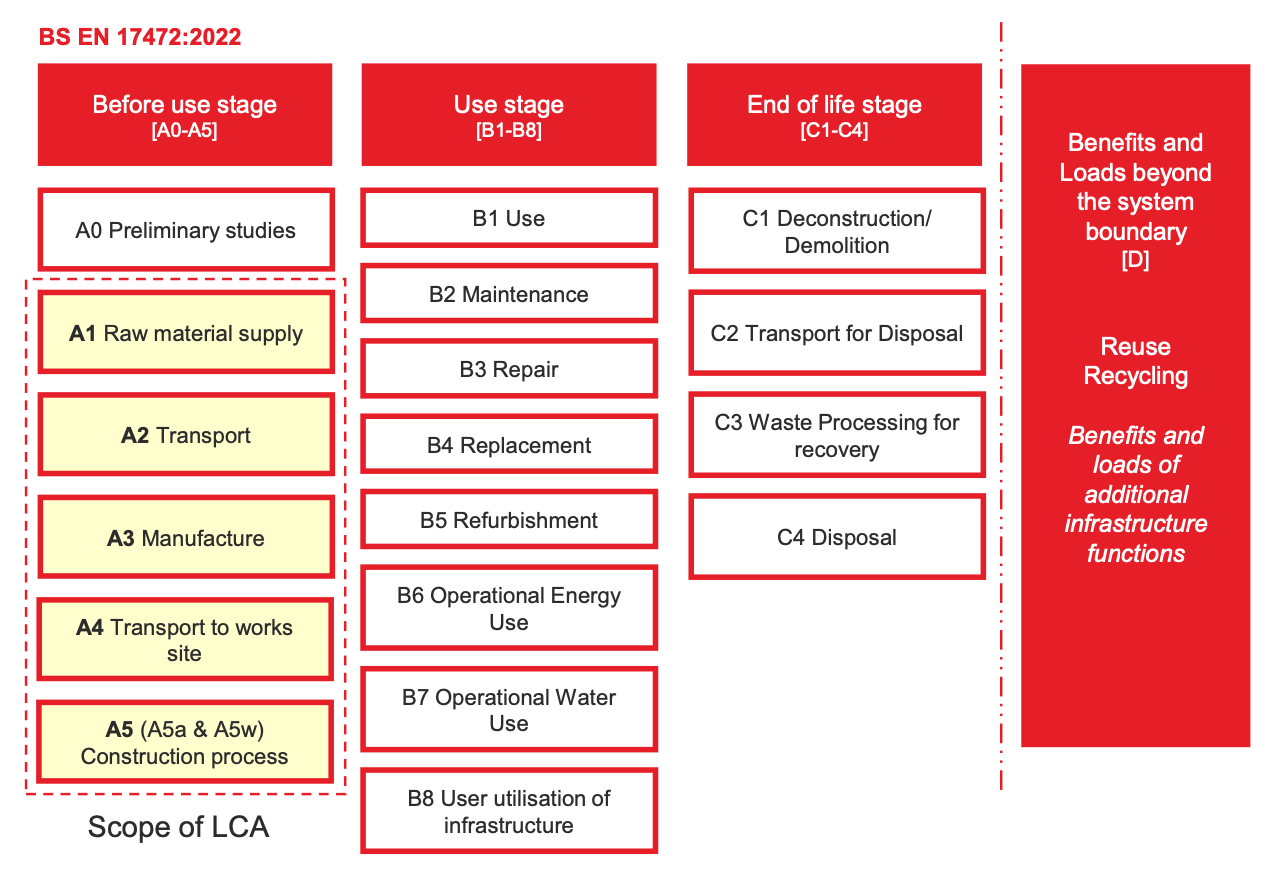 BS EN 17472:2022
Before use stage
[A0-A5]
A0 Preliminary studies
A1 Raw material supply
A2 Transport
A3 Manufacture
A4 Transport to works
site
A5 (A5a & A5w)
Construction process
Scope of LCA
Use stage
[B1-B8]
B1 Use
B2 Maintenance
B3 Repair
B4 Replacement
B5 Refurbishment
B6 Operational Energy
Use
B7 Operational Water
Use
B8 User utilisation of
infrastructure
End of life stage
[C1-C4]
C1 Deconstruction/
Demolition
C2 Transport for Disposal
C3 Waste Processing for
recovery
C4 Disposal
Benefits and
Loads beyond
the system
boundary
[D]
Reuse
Recycling
Benefits and
loads of
additional
infrastructure
functions